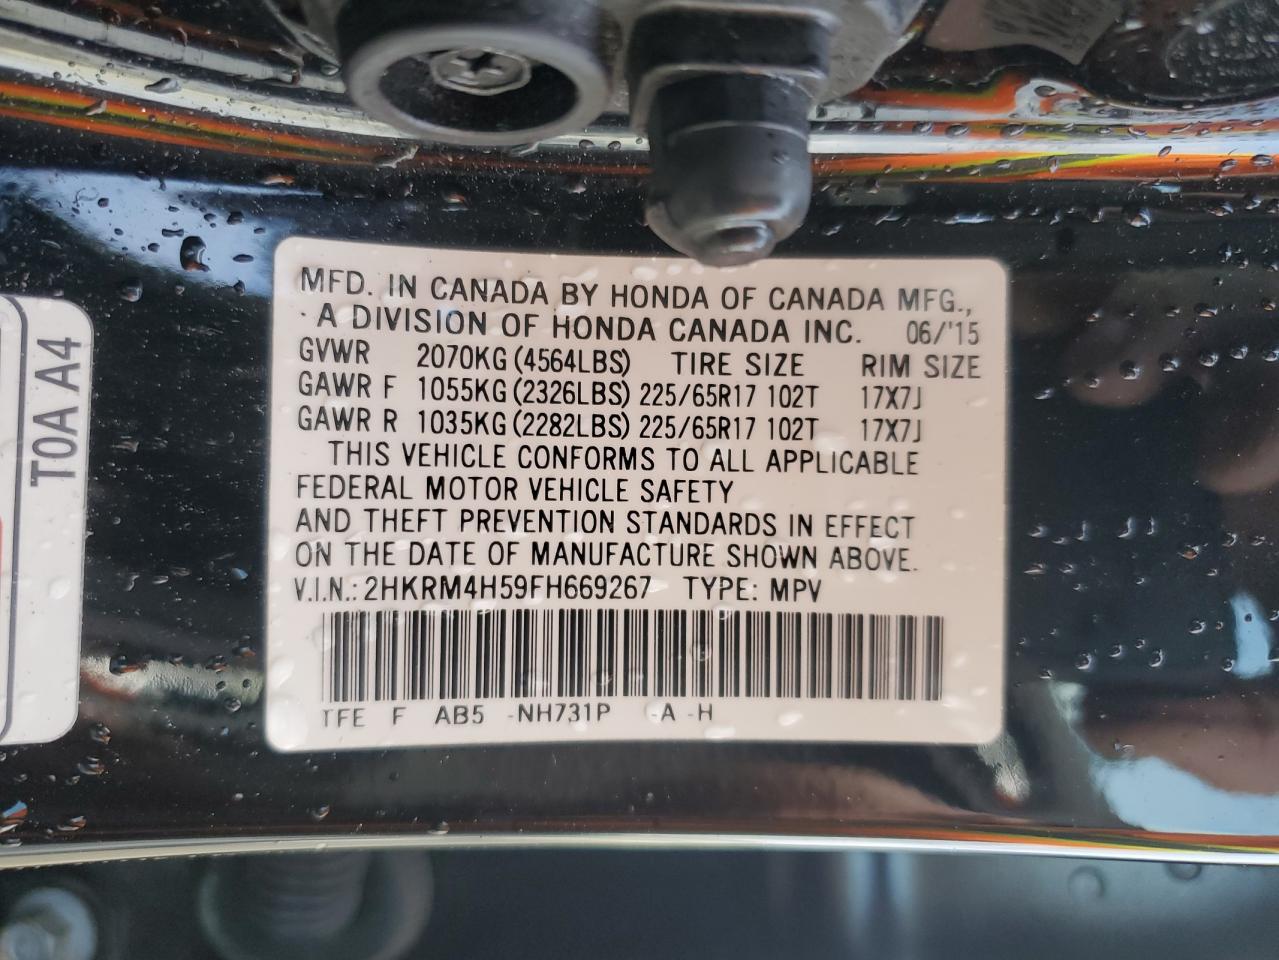 MFD. IN CANADA BY HONDA OF CANADA MFG.,
A DIVISION OF HONDA CANADA INC. 06/'15
GVWR 2070KG (4564LBS) TIRE SIZE RIM SIZE
GAWR F 1055KG (2326LBS) 225/65R17 102T 17X7J
GAWR R 1035KG (2282LBS) 225/65R17 102T 17X7J
THIS VEHICLE CONFORMS TO ALL APPLICABLE
FEDERAL MOTOR VEHICLE SAFETY
AND THEFT PREVENTION STANDARDS IN EFFECT
ON THE DATE OF MANUFACTURE SHOWN ABOVE.
V.I.N.: 2HKRM4H59FH669267 TYPE: MPV
TFE F AB5 -NH731P -A -H
T0A A4